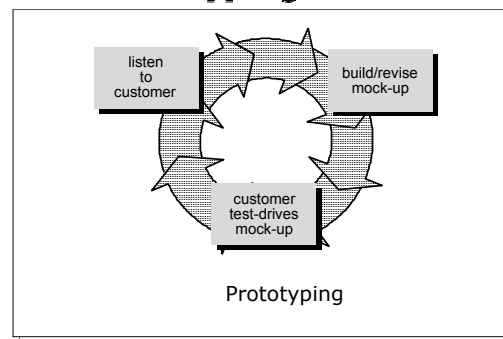 listen
to
customer
build/revise
mock-up
customer
test-drives
mock-up
Prototyping